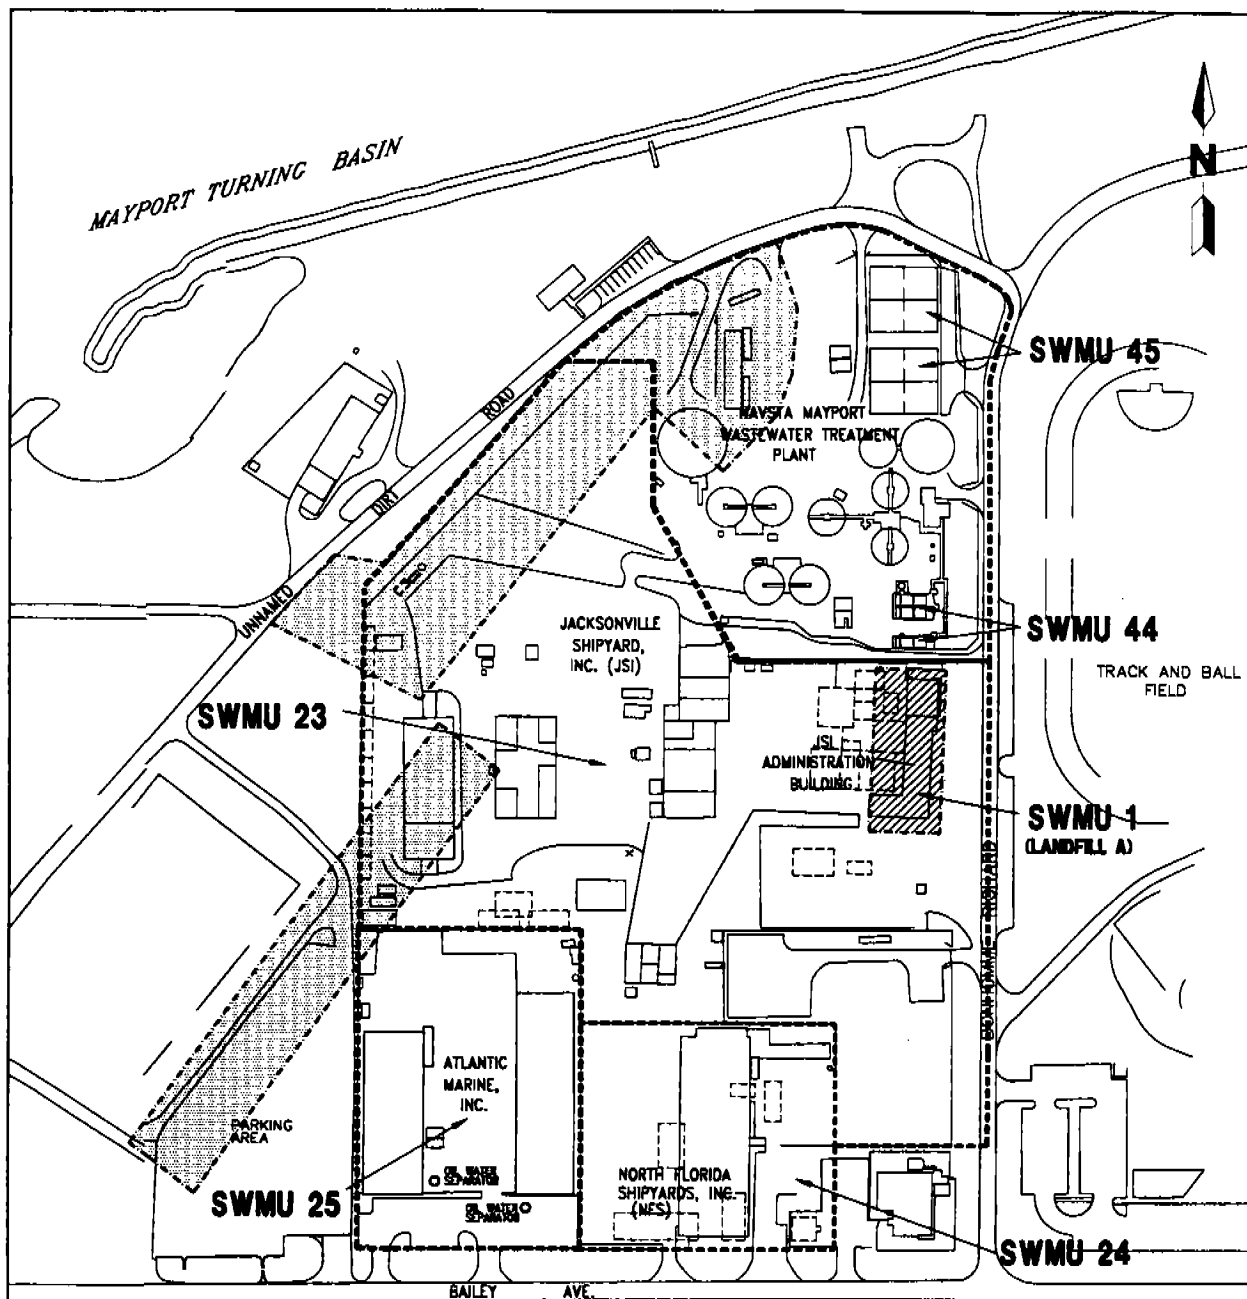 MAYPORT TURNING BASIN
N
SWMU 45
ROAD
NAVSTA MAYPORT
WASTEWATER TREATMENT
PLANT
DIRT
UNNAMED
JACKSONVILLE
SHIPYARD,
INC. (JSI)
SWMU 44
TRACK AND BALL
FIELD
SWMU 23
JSI
ADMINISTRATION
BUILDING
SWMU 1
(LANDFILL A)
ATLANTIC
MARINE,
INC.
PARKING
AREA
OIL WATER
SEPARATOR
NORTH FLORIDA
SHIPYARDS, INC.
(NFS)
SWMU 25
OIL WATER
SEPARATOR
SWMU 24
BAILEY AVE.